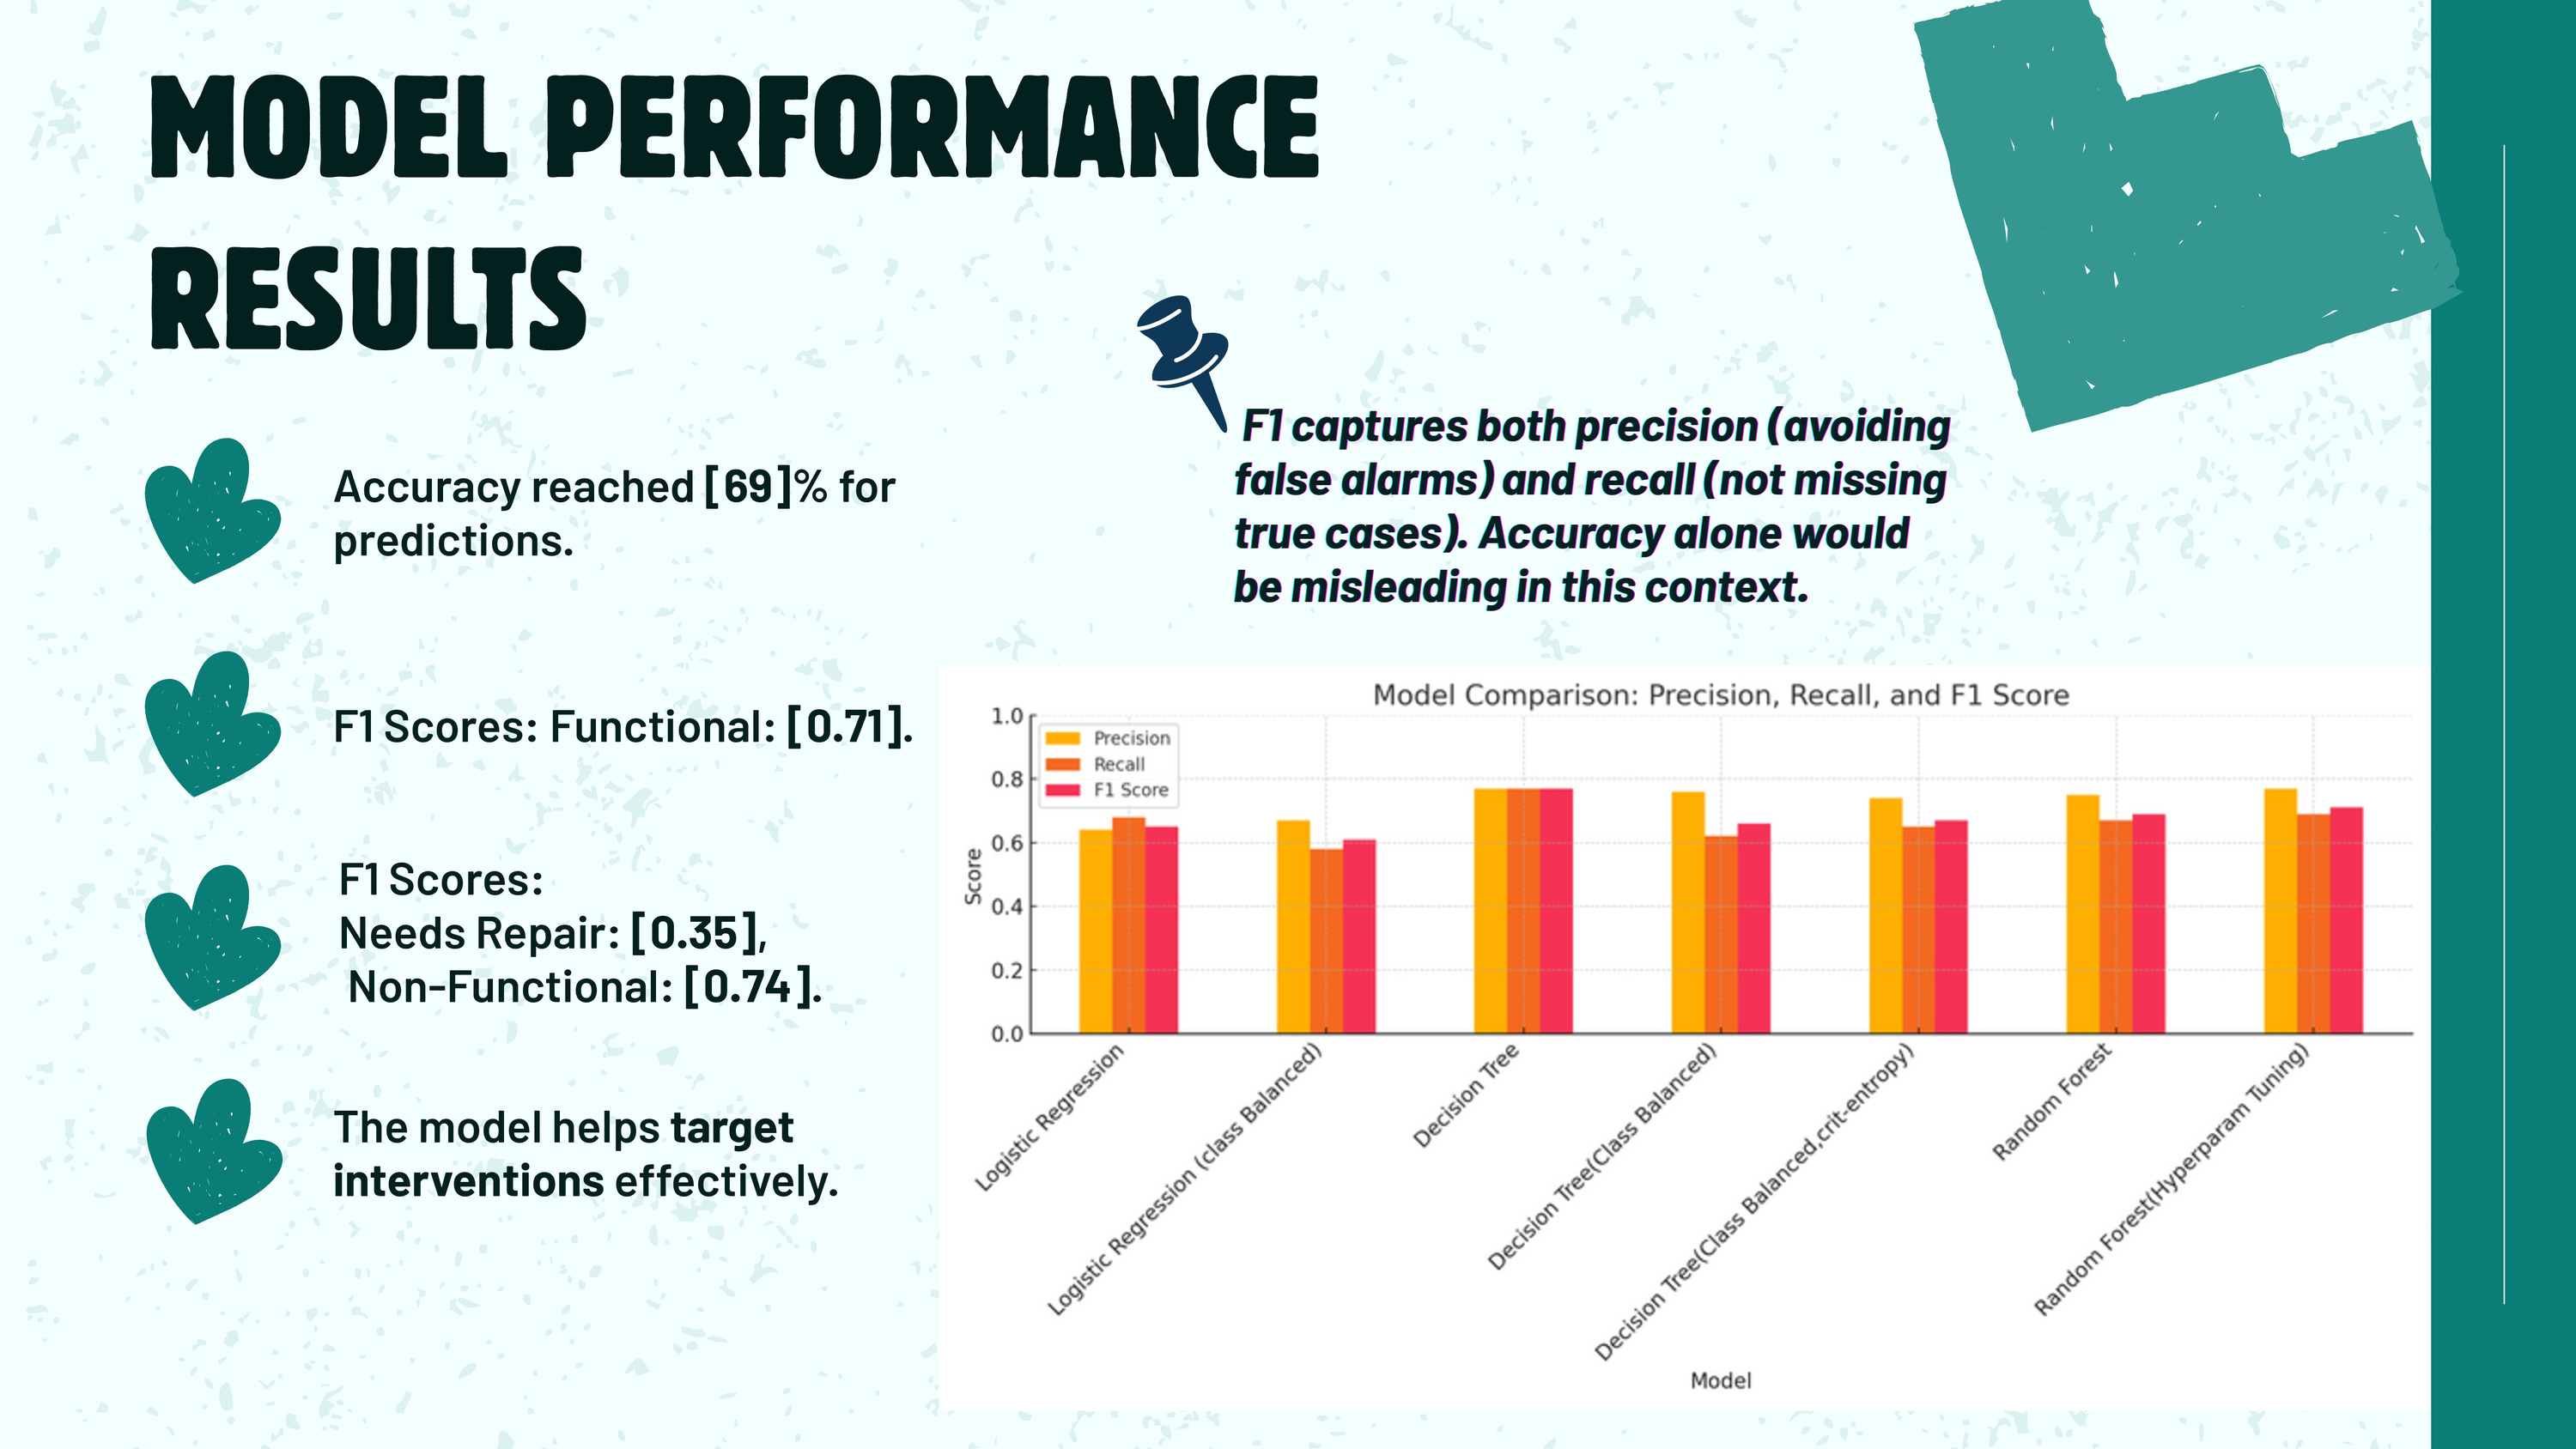 MODEL PERFORMANCE
RESULTS
Accuracy reached [69]% for
predictions.
F1 Scores: Functional: [0.71].
F1 Scores:
Needs Repair: [0.35],
Non-Functional: [0.74].
The model helps target
interventions effectively.
F1 captures both precision (avoiding
false alarms) and recall (not missing
true cases). Accuracy alone would
be misleading in this context.
Model Comparison: Precision, Recall, and F1 Score
Precision
Recall
F1 Score
Score
1.0
0.8
0.6
0.4
0.2
0.0
Logistic Regression
Logistic Regression (class Balanced)
Decision Tree
Decision Tree(Class Balanced)
Decision Tree(Class Balanced,crit-entropy)
Random Forest
Random Forest(Hyperparam Tuning)
Model